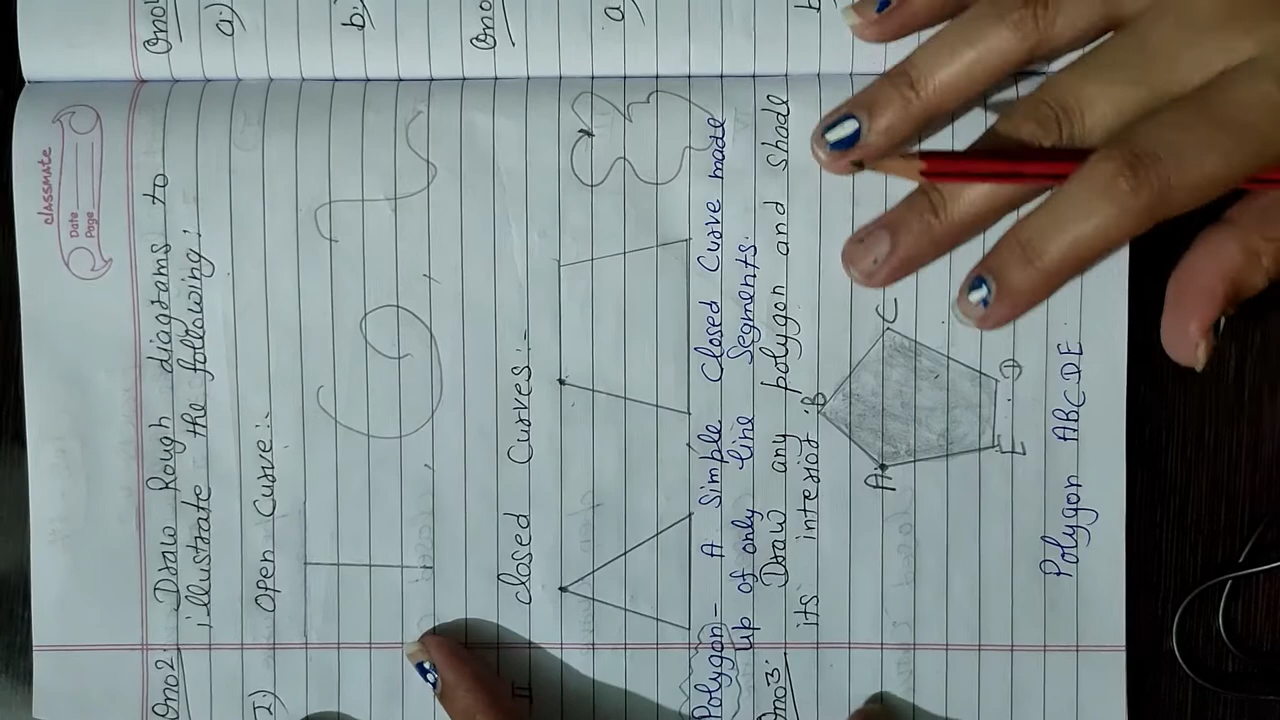 classmate
Date
Page
Qno2. Draw Rough diagrams to
illustrate the following:
I) open Curve:-
II closed Curves:-
Polygon- A Simple Closed Curve made
up of only line Segments.
Qno3. Draw any polygon and shade
its interior.
B
A
C
E
D
Polygon ABCDE.
a)
b)
Qno
a
b